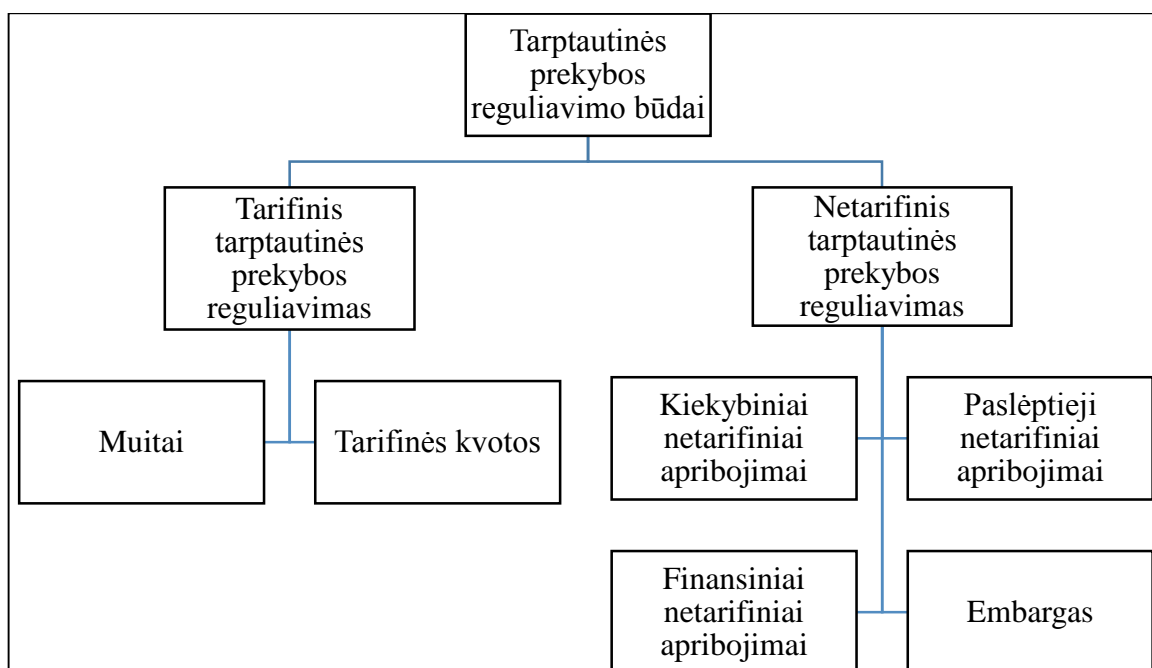 Tarptautinės
prekybos
reguliavimo būdai
Tarifinis
tarptautinės
prekybos
reguliavimas
Netarifinis
tarptautinės
prekybos
reguliavimas
Muitai
Tarifinės kvotos
Kiekybiniai
netarifiniai
apribojimai
Paslėptieji
netarifiniai
apribojimai
Finansiniai
netarifiniai
apribojimai
Embargas